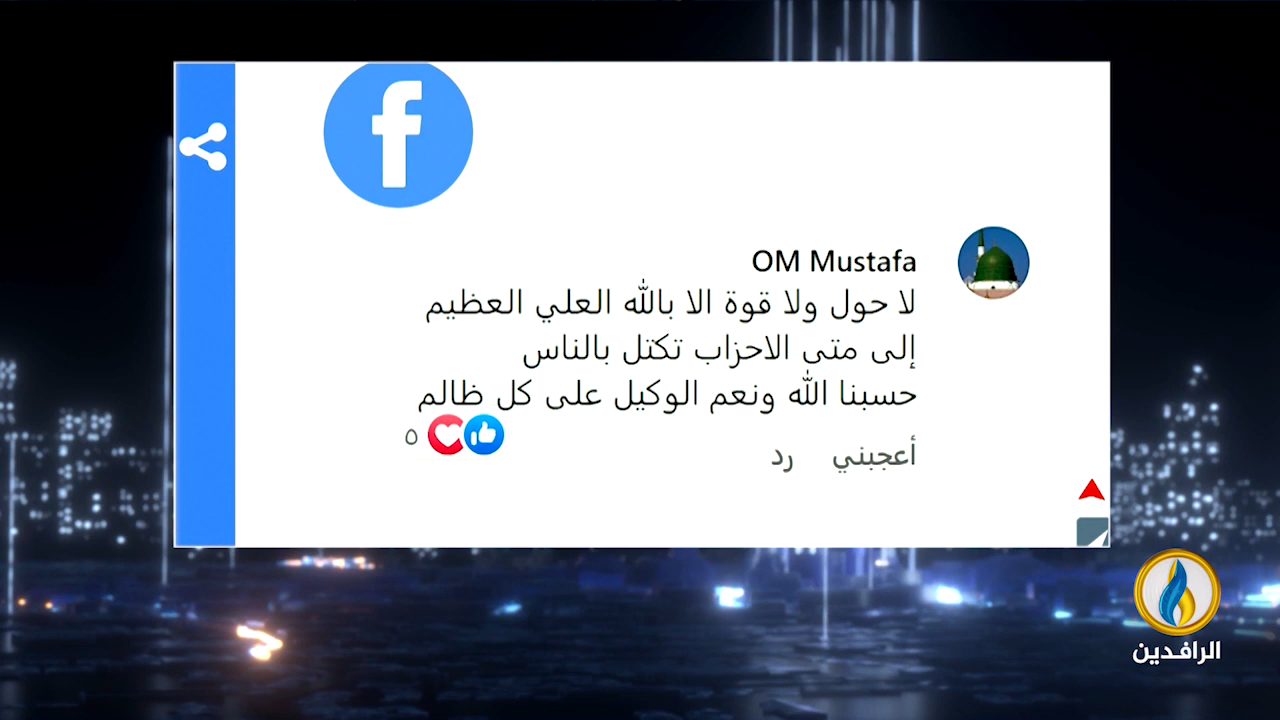 f
OM Mustafa
لا حول ولا قوة الا بالله العلي العظيم
إلى متى الاحزاب تكتل بالناس
حسبنا الله ونعم الوكيل على كل ظالم
٥
أعجبني رد
الرافدين